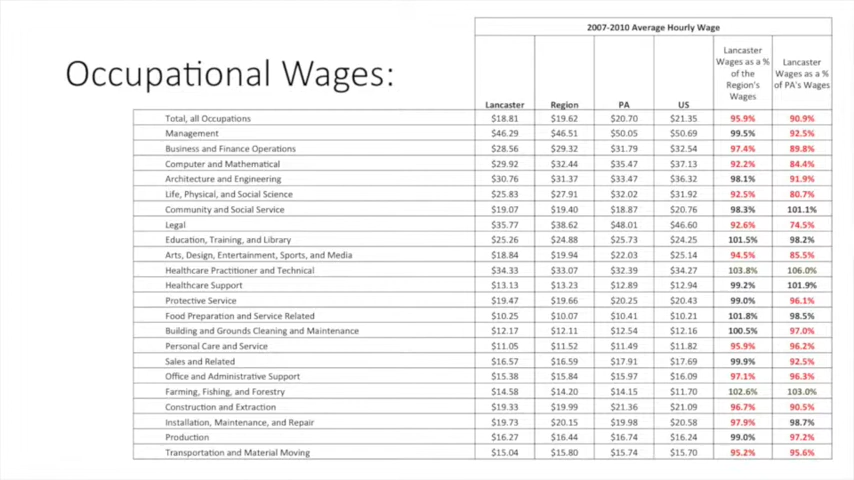 Occupational Wages:
2007-2010 Average Hourly Wage
Lancaster Region PA US Lancaster Wages as a % of the Region's Wages Lancaster Wages as a % of PA's Wages
Total, all Occupations $18.81 $19.62 $20.70 $21.35 95.9% 90.9%
Management $46.29 $46.51 $50.05 $50.69 99.5% 92.5%
Business and Finance Operations $28.56 $29.32 $31.79 $32.54 97.4% 89.8%
Computer and Mathematical $29.92 $32.44 $35.47 $37.13 92.2% 84.4%
Architecture and Engineering $30.76 $31.37 $33.47 $36.32 98.1% 91.9%
Life, Physical, and Social Science $25.83 $27.91 $32.02 $31.92 92.5% 80.7%
Community and Social Service $19.07 $19.40 $18.87 $20.76 98.3% 101.1%
Legal $35.77 $38.62 $48.01 $46.60 92.6% 74.5%
Education, Training, and Library $25.26 $24.88 $25.73 $24.25 101.5% 98.2%
Arts, Design, Entertainment, Sports, and Media $18.84 $19.94 $22.03 $25.14 94.5% 85.5%
Healthcare Practitioner and Technical $34.33 $33.07 $32.39 $34.27 103.8% 106.0%
Healthcare Support $13.13 $13.23 $12.89 $12.94 99.2% 101.9%
Protective Service $19.47 $19.66 $20.25 $20.43 99.0% 96.1%
Food Preparation and Service Related $10.25 $10.07 $10.41 $10.21 101.8% 98.5%
Building and Grounds Cleaning and Maintenance $12.17 $12.11 $12.54 $12.16 100.5% 97.0%
Personal Care and Service $11.05 $11.52 $11.49 $11.82 95.9% 96.2%
Sales and Related $16.57 $16.59 $17.91 $17.69 99.9% 92.5%
Office and Administrative Support $15.38 $15.84 $15.97 $16.09 97.1% 96.3%
Farming, Fishing, and Forestry $14.58 $14.20 $14.15 $11.70 102.6% 103.0%
Construction and Extraction $19.33 $19.99 $21.36 $21.09 96.7% 90.5%
Installation, Maintenance, and Repair $19.73 $20.15 $19.98 $20.58 97.9% 98.7%
Production $16.27 $16.44 $16.74 $16.24 99.0% 97.2%
Transportation and Material Moving $15.04 $15.80 $15.74 $15.70 95.2% 95.6%